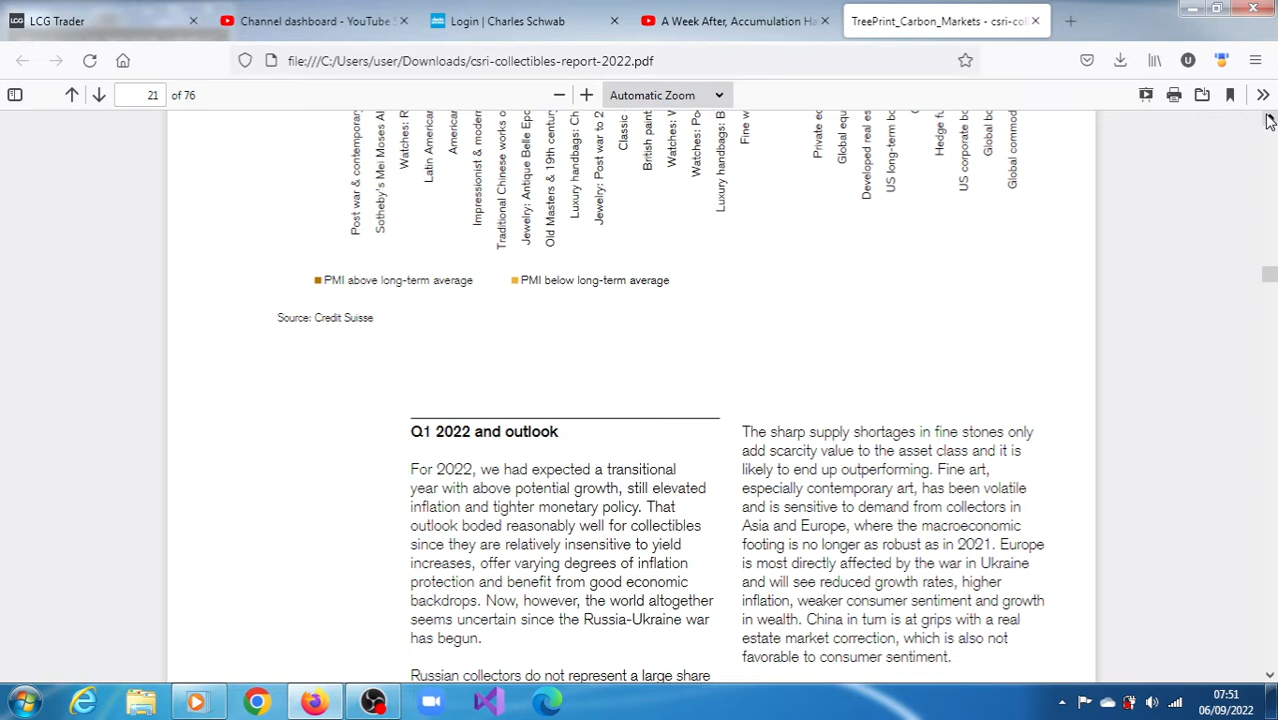 LCG Trader
Channel dashboard - YouTube S
Login | Charles Schwab
A Week After, Accumulation Ha
TreePrint_Carbon_Markets - csri-col
file:///C:/Users/user/Downloads/csri-collectibles-report-2022.pdf
21 of 76
Automatic Zoom
Post war & contemporary
Sotheby's Mei Moses Al
Watches: R
Latin American
American
Impressionist & modern
Traditional Chinese works o
Jewelry: Antique Belle Epo
Old Masters & 19th century
Luxury handbags: Ch
Jewelry: Post war to 2
Classic
British paint
Watches: 
Watches: Po
Luxury handbags: B
Fine w
Private eq
Global equ
Developed real es
US long-term bo
Hedge fu
US corporate bo
Global bo
Global commod
PMI above long-term average
PMI below long-term average
Source: Credit Suisse
Q1 2022 and outlook
For 2022, we had expected a transitional
year with above potential growth, still elevated
inflation and tighter monetary policy. That
outlook boded reasonably well for collectibles
since they are relatively insensitive to yield
increases, offer varying degrees of inflation
protection and benefit from good economic
backdrops. Now, however, the world altogether
seems uncertain since the Russia-Ukraine war
has begun.
Russian collectors do not represent a large share
The sharp supply shortages in fine stones only
add scarcity value to the asset class and it is
likely to end up outperforming. Fine art,
especially contemporary art, has been volatile
and is sensitive to demand from collectors in
Asia and Europe, where the macroeconomic
footing is no longer as robust as in 2021. Europe
is most directly affected by the war in Ukraine
and will see reduced growth rates, higher
inflation, weaker consumer sentiment and growth
in wealth. China in turn is at grips with a real
estate market correction, which is also not
favorable to consumer sentiment.
07:51
06/09/2022